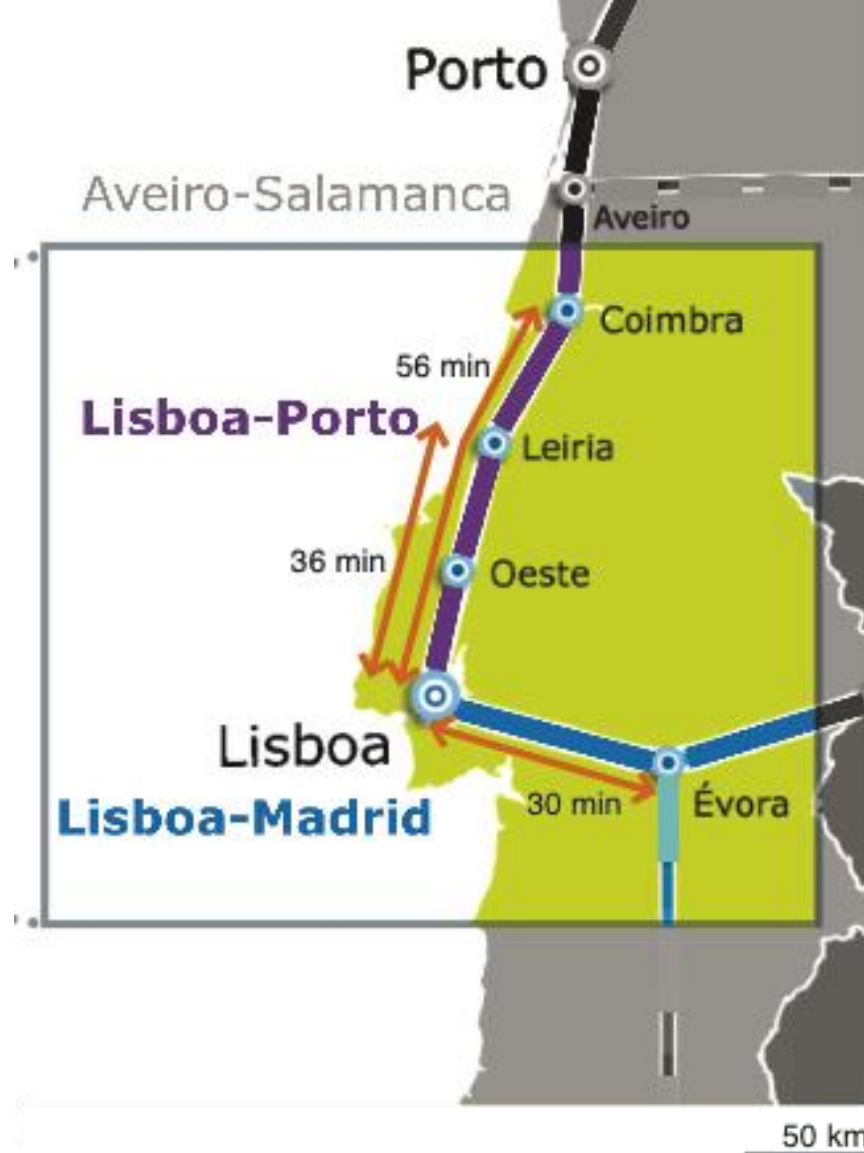 Porto
Aveiro-Salamanca
Aveiro
Coimbra
56 min
Lisboa-Porto
Leiria
36 min
Oeste
Lisboa
30 min
Évora
Lisboa-Madrid
50 km